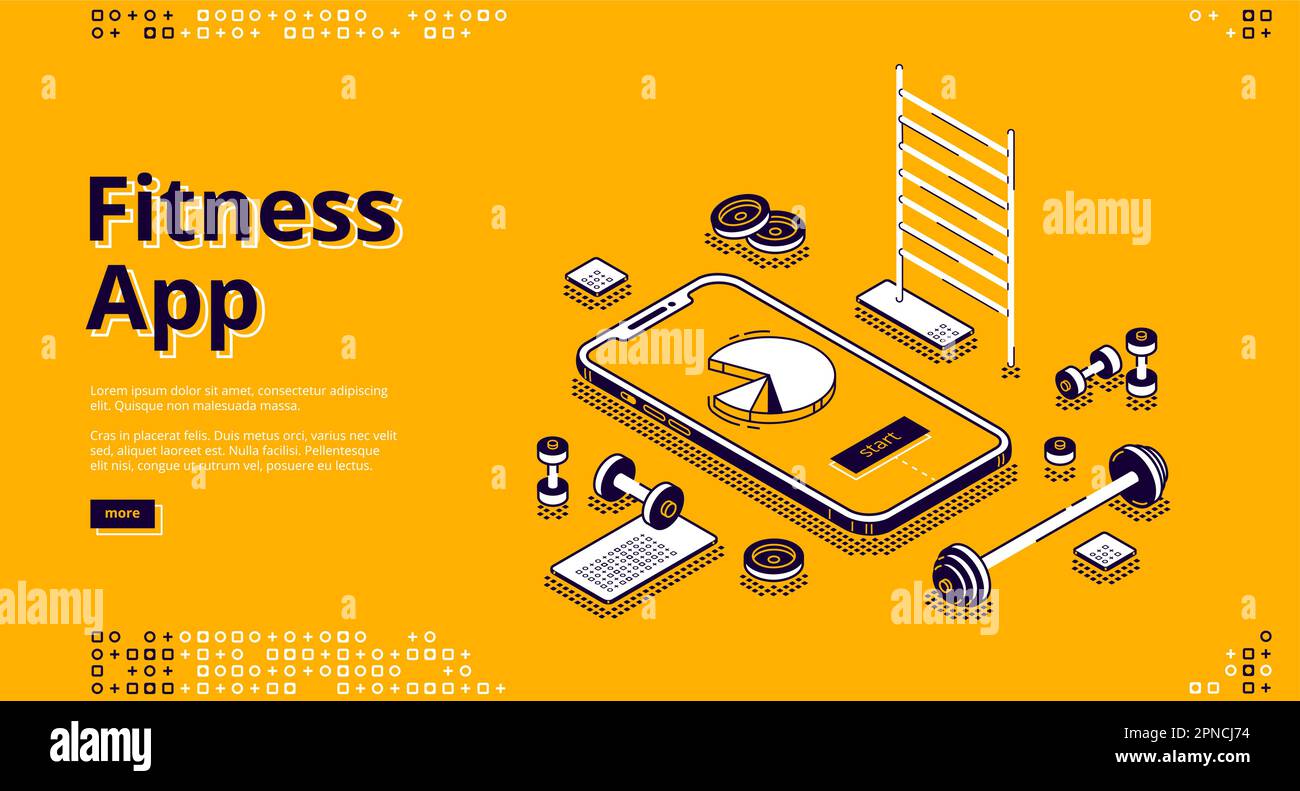 Fitness
App
Lorem ipsum dolor sit amet, consectetur adipiscing
elit. Quisque non malesuada massa.
Cras in placerat felis. Duis metus orci, varius nec velit
sed, aliquet laoreet est. Nulla facilisi. Pellentesque
elit nisi, congue ut rutrum vel, posuere eu lectus.
more
start
alamy
alamy
alamy
alamy
a
a
a
a
a
a
a
a
a
a
a
a
a
alamy
Image ID: 2PNCJ74
www.alamy.com